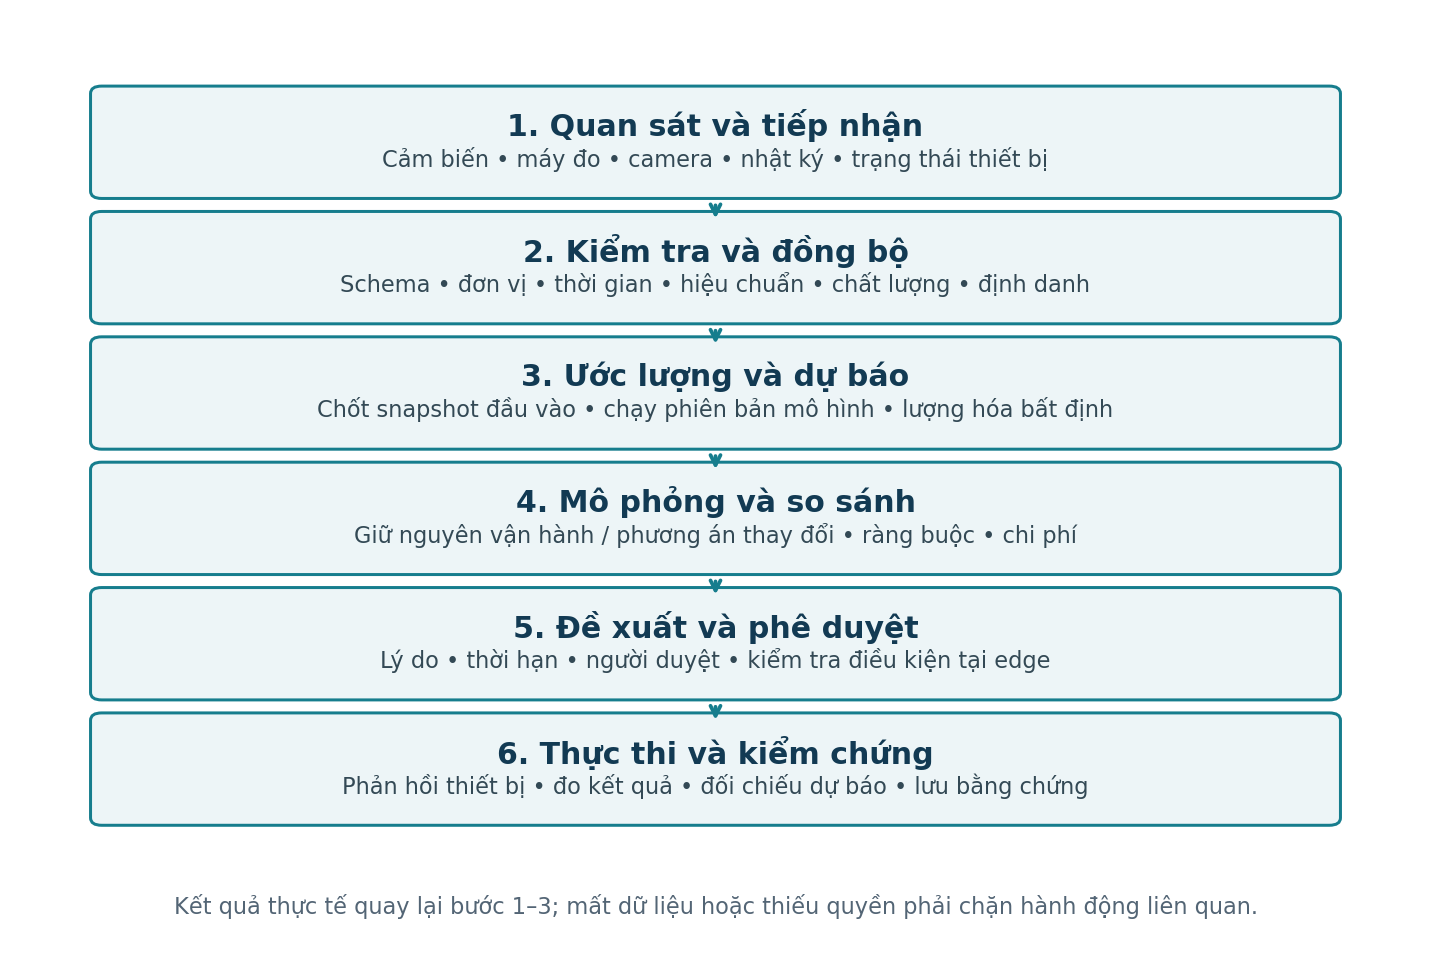 1. Quan sát và tiếp nhận
Cảm biến • máy đo • camera • nhật ký • trạng thái thiết bị
2. Kiểm tra và đồng bộ
Schema • đơn vị • thời gian • hiệu chuẩn • chất lượng • định danh
3. Ước lượng và dự báo
Chốt snapshot đầu vào • chạy phiên bản mô hình • lượng hóa bất định
4. Mô phỏng và so sánh
Giữ nguyên vận hành / phương án thay đổi • ràng buộc • chi phí
5. Đề xuất và phê duyệt
Lý do • thời hạn • người duyệt • kiểm tra điều kiện tại edge
6. Thực thi và kiểm chứng
Phản hồi thiết bị • đo kết quả • đối chiếu dự báo • lưu bằng chứng
Kết quả thực tế quay lại bước 1–3; mất dữ liệu hoặc thiếu quyền phải chặn hành động liên quan.